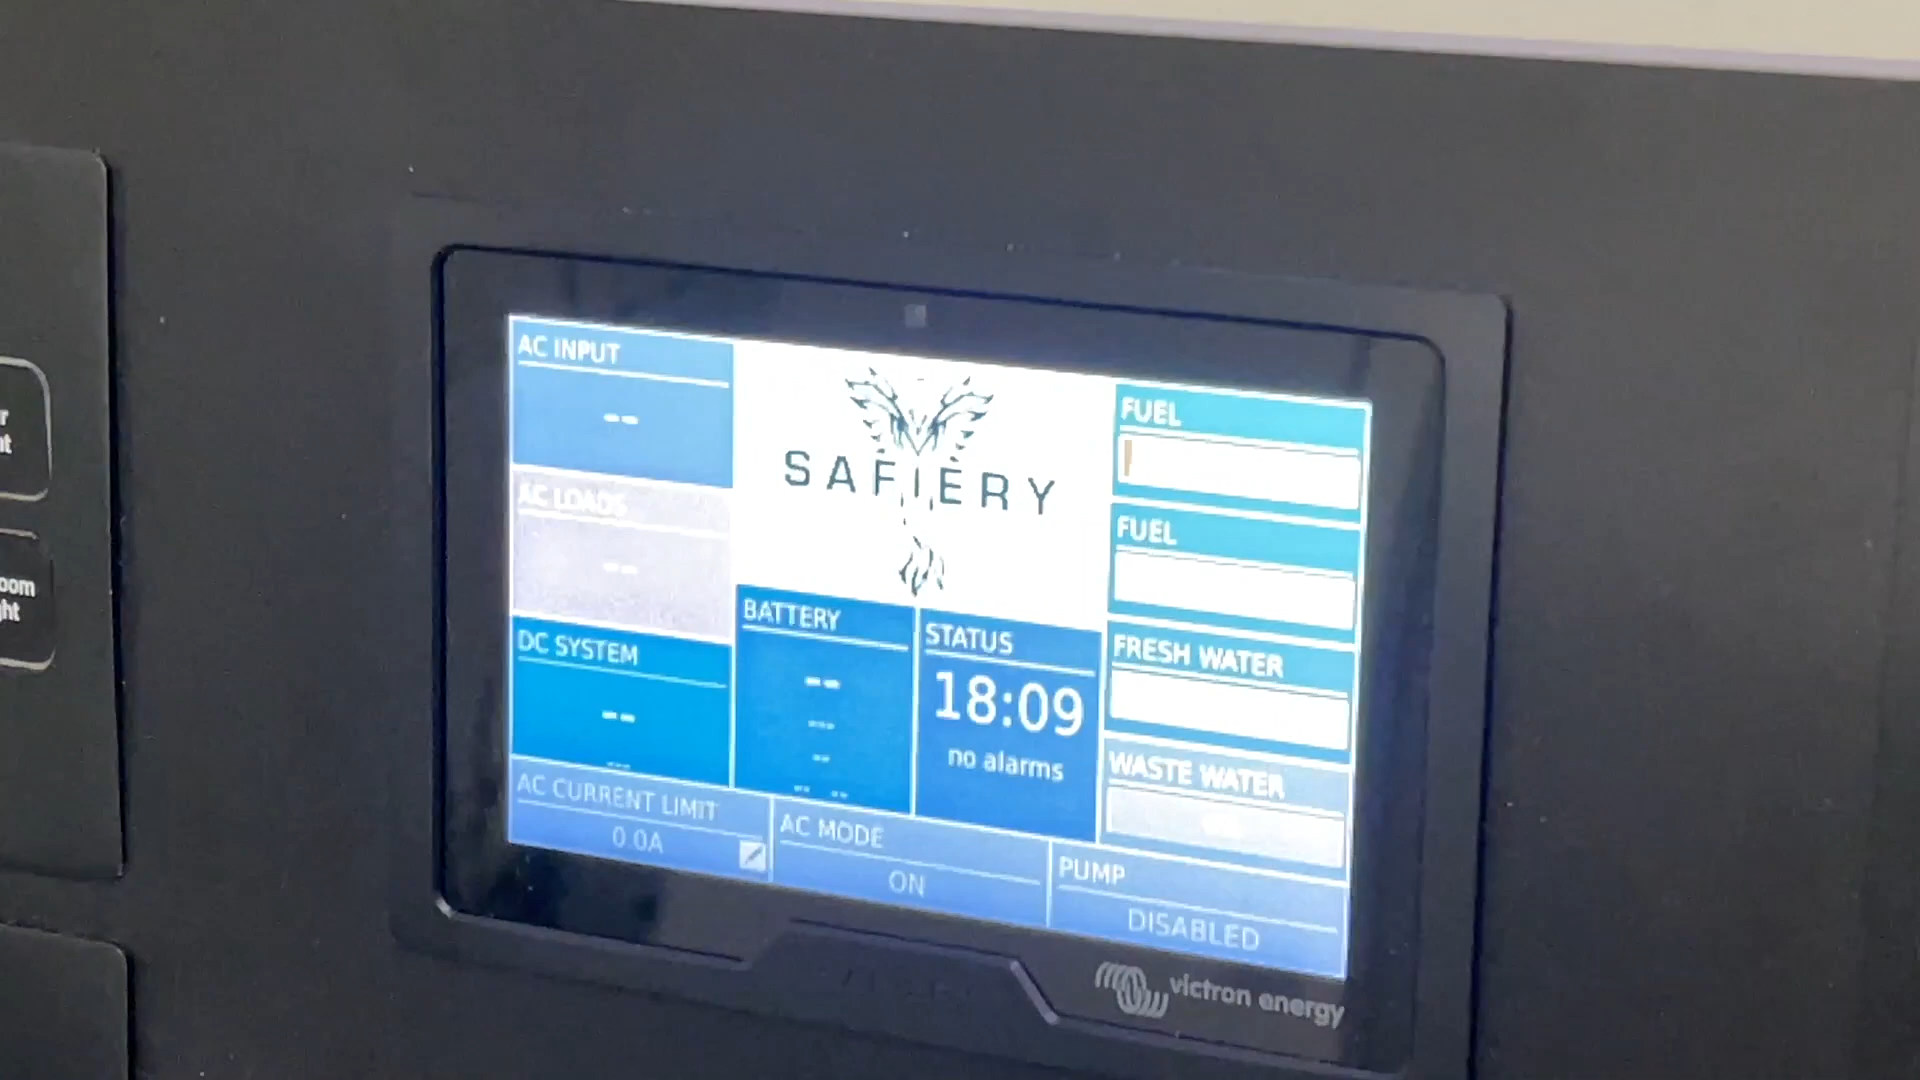 AC INPUT
--
AC LOADS
--
DC SYSTEM
--
---
AC CURRENT LIMIT
0.0A
SAFIERY
BATTERY
--
---
--
-- --
STATUS
18:09
no alarms
AC MODE
ON
FUEL
FUEL
FRESH WATER
WASTE WATER
PUMP
DISABLED
victron energy